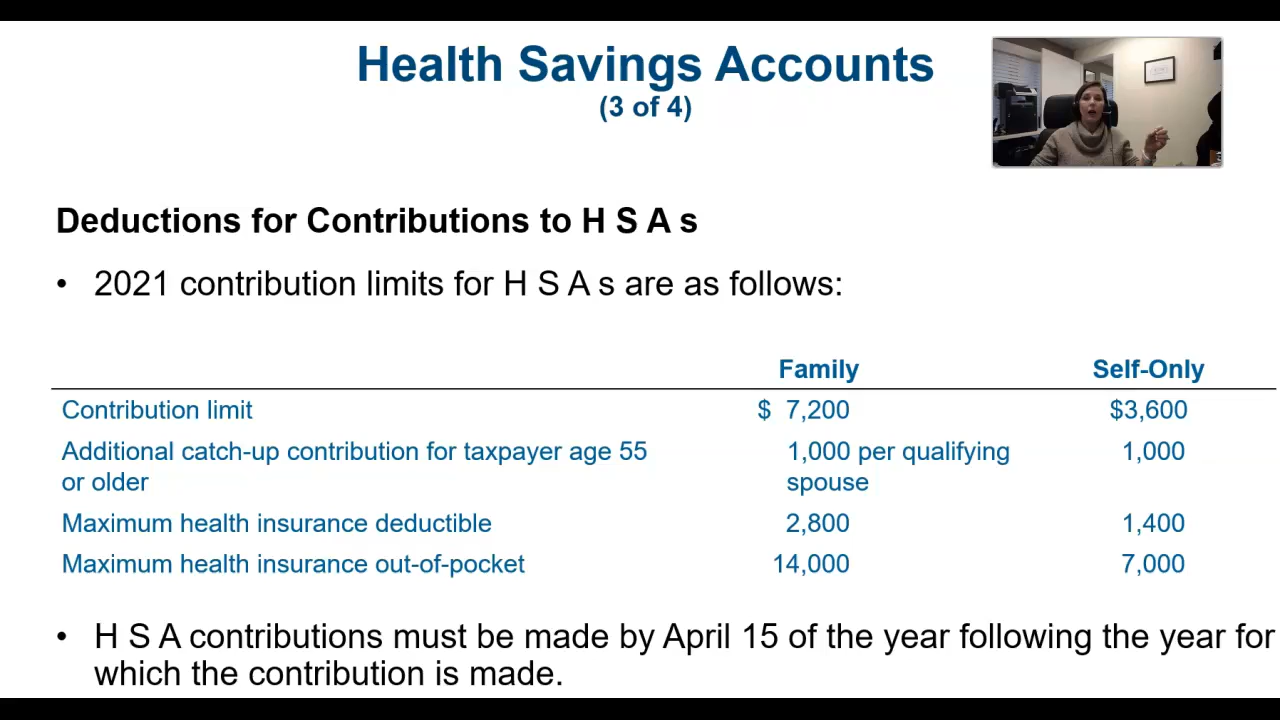 Health Savings Accounts
(3 of 4)
Deductions for Contributions to H S A s
• 2021 contribution limits for H S A s are as follows:
Family Self-Only
Contribution limit $ 7,200 $3,600
Additional catch-up contribution for taxpayer age 55 1,000 per qualifying 1,000
or older spouse
Maximum health insurance deductible 2,800 1,400
Maximum health insurance out-of-pocket 14,000 7,000
• H S A contributions must be made by April 15 of the year following the year for
which the contribution is made.